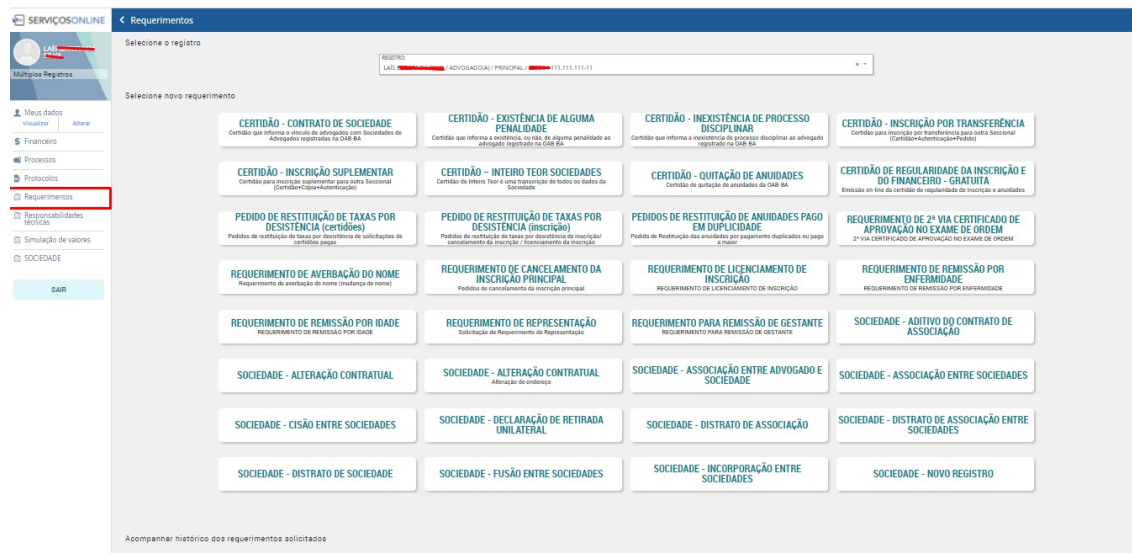 SERVIÇOSONLINE
Requerimentos
LAÍS
Múltiplos Registros
Meus dados
Visualizar Alterar
Financeiro
Processos
Protocolos
Requerimentos
Responsabilidades
técnicas
Simulação de valores
SOCIEDADE
SAIR
Selecione o registro
REGISTRO:
/ ADVOGADO(A) / PRINCIPAL / 111.111.111-11
Selecione novo requerimento
CERTIDÃO - CONTRATO DE SOCIEDADE
Certidão que informa o vínculo de advogados com Sociedades de
Advogados registradas na OAB-BA
CERTIDÃO - EXISTÊNCIA DE ALGUMA
PENALIDADE
Certidão que informa a existência, ou não, de alguma penalidade ao
advogado registrado na OAB-BA
CERTIDÃO - INEXISTÊNCIA DE PROCESSO
DISCIPLINAR
Certidão que informa a inexistência de processo disciplinar ao advogado
registrado na OAB-BA
CERTIDÃO - INSCRIÇÃO POR TRANSFERÊNCIA
Certidão para inscrição por transferência para outra Seccional
(Certidão+Autenticação+Pedido)
CERTIDÃO - INSCRIÇÃO SUPLEMENTAR
Certidão para inscrição suplementar para outra Seccional
(Certidão+Cópia+Autenticação)
CERTIDÃO – INTEIRO TEOR SOCIEDADES
Certidão de Inteiro Teor é uma transcrição de todos os dados da
Sociedade
CERTIDÃO - QUITAÇÃO DE ANUIDADES
Certidão de quitação de anuidades da OAB-BA
CERTIDÃO DE REGULARIDADE DA INSCRIÇÃO E
DO FINANCEIRO - GRATUITA
Emissão on-line da certidão de regularidade de inscrição e anuidades
PEDIDO DE RESTITUIÇÃO DE TAXAS POR
DESISTÊNCIA (certidões)
Pedidos de restituição de taxas por desistência de solicitações de
certidões pagas
PEDIDO DE RESTITUIÇÃO DE TAXAS POR
DESISTÊNCIA (inscrição)
Pedidos de restituição de taxas por desistência de inscrição/
cancelamento da inscrição / licenciamento da inscrição
PEDIDOS DE RESTITUIÇÃO DE ANUIDADES PAGO
EM DUPLICIDADE
Pedido de Restituição das anuidades por pagamento duplicados ou pago
a maior
REQUERIMENTO DE 2ª VIA CERTIFICADO DE
APROVAÇÃO NO EXAME DE ORDEM
2ª VIA CERTIFICADO DE APROVAÇÃO NO EXAME DE ORDEM
REQUERIMENTO DE AVERBAÇÃO DO NOME
Requerimento de averbação do nome (mudança de nome)
REQUERIMENTO DE CANCELAMENTO DA
INSCRIÇÃO PRINCIPAL
Pedidos de cancelamento da inscrição principal
REQUERIMENTO DE LICENCIAMENTO DE
INSCRIÇÃO
REQUERIMENTO DE LICENCIAMENTO DE INSCRIÇÃO
REQUERIMENTO DE REMISSÃO POR
ENFERMIDADE
REQUERIMENTO DE REMISSÃO POR ENFERMIDADE
REQUERIMENTO DE REMISSÃO POR IDADE
REQUERIMENTO DE REMISSÃO POR IDADE
REQUERIMENTO DE REPRESENTAÇÃO
Solicitação de Requerimento de Representação
REQUERIMENTO PARA REMISSÃO DE GESTANTE
REQUERIMENTO PARA REMISSÃO DE GESTANTE
SOCIEDADE - ADITIVO DO CONTRATO DE
ASSOCIAÇÃO
SOCIEDADE - ALTERAÇÃO CONTRATUAL
SOCIEDADE - ALTERAÇÃO CONTRATUAL
Alteração de endereço
SOCIEDADE - ASSOCIAÇÃO ENTRE ADVOGADO E
SOCIEDADE
SOCIEDADE - ASSOCIAÇÃO ENTRE SOCIEDADES
SOCIEDADE - CISÃO ENTRE SOCIEDADES
SOCIEDADE - DECLARAÇÃO DE RETIRADA
UNILATERAL
SOCIEDADE - DISTRATO DE ASSOCIAÇÃO
SOCIEDADE - DISTRATO DE ASSOCIAÇÃO ENTRE
SOCIEDADES
SOCIEDADE - DISTRATO DE SOCIEDADE
SOCIEDADE - FUSÃO ENTRE SOCIEDADES
SOCIEDADE - INCORPORAÇÃO ENTRE
SOCIEDADES
SOCIEDADE - NOVO REGISTRO
Acompanhar histórico dos requerimentos solicitados